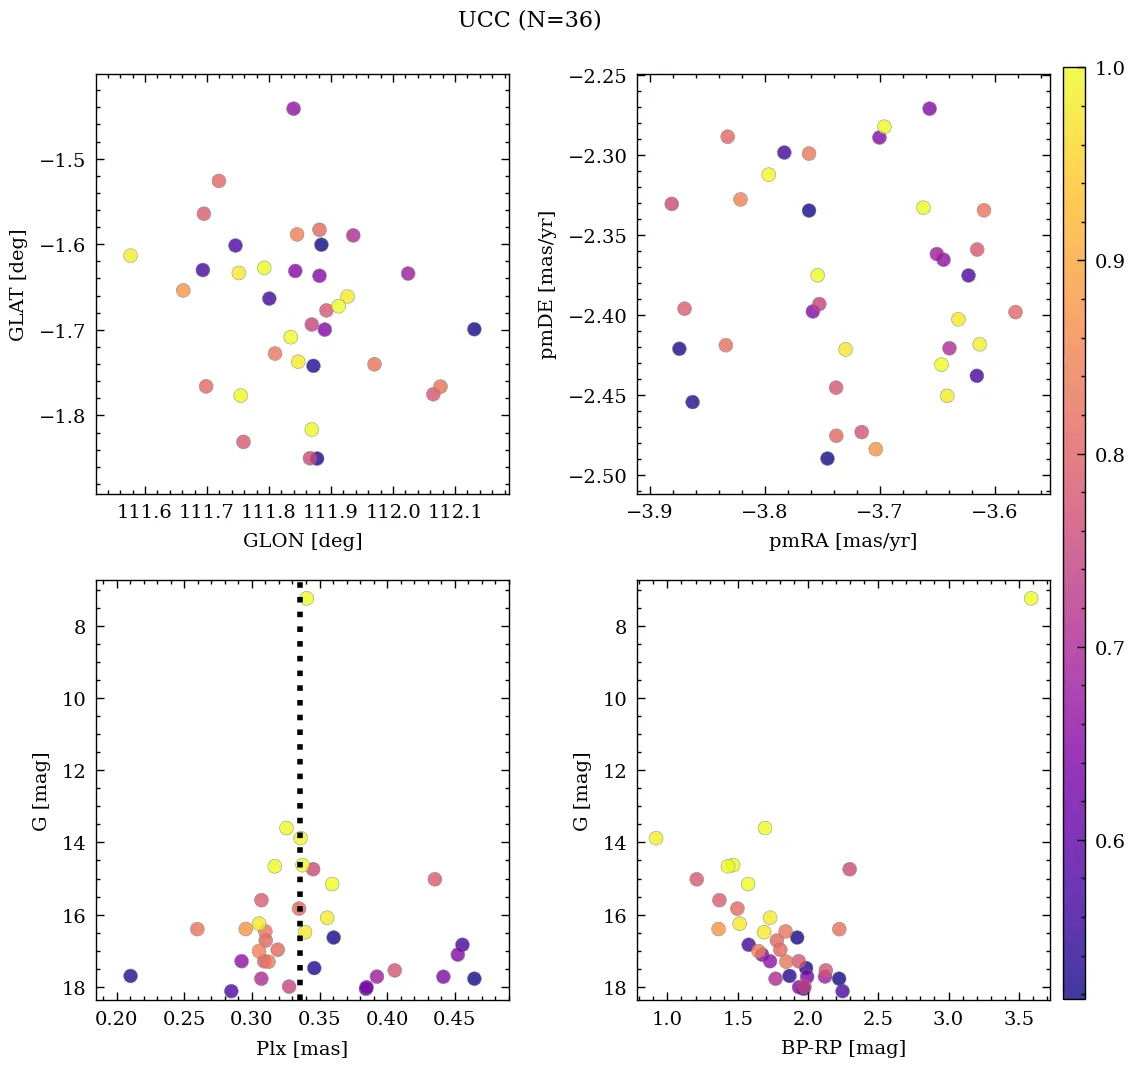 UCC (N=36)
−1.5
−1.6
−1.7
−1.8
GLAT [deg]
111.6 111.7 111.8 111.9 112.0 112.1
GLON [deg]
−2.25
−2.30
−2.35
−2.40
−2.45
−2.50
pmDE [mas/yr]
−3.9 −3.8 −3.7 −3.6
pmRA [mas/yr]
8
10
12
14
16
18
G [mag]
0.20 0.25 0.30 0.35 0.40 0.45
Plx [mas]
8
10
12
14
16
18
G [mag]
1.0 1.5 2.0 2.5 3.0 3.5
BP-RP [mag]
1.0
0.9
0.8
0.7
0.6